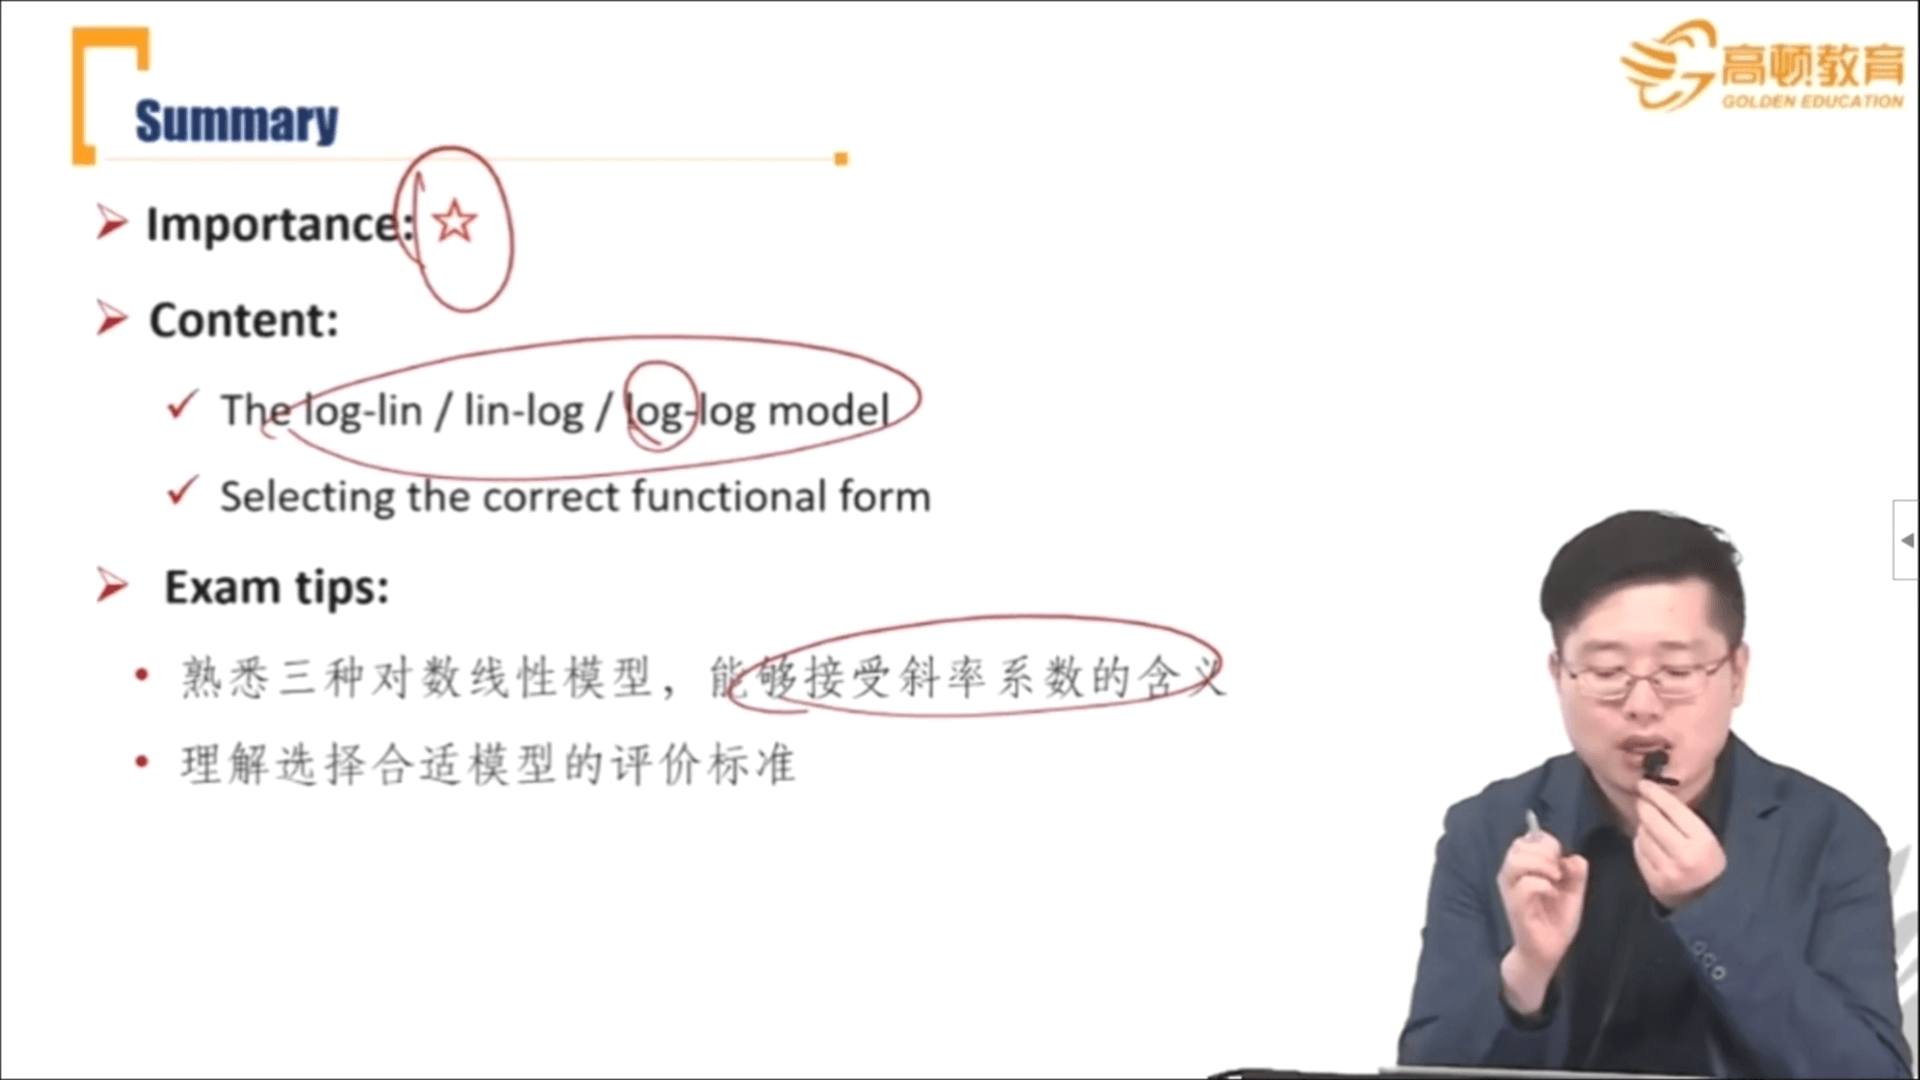 高顿教育
GOLDEN EDUCATION
Summary
Importance: ☆
Content:
The log-lin / lin-log / log-log model
Selecting the correct functional form
Exam tips:
熟悉三种对数线性模型，能够接受斜率系数的含义
理解选择合适模型的评价标准